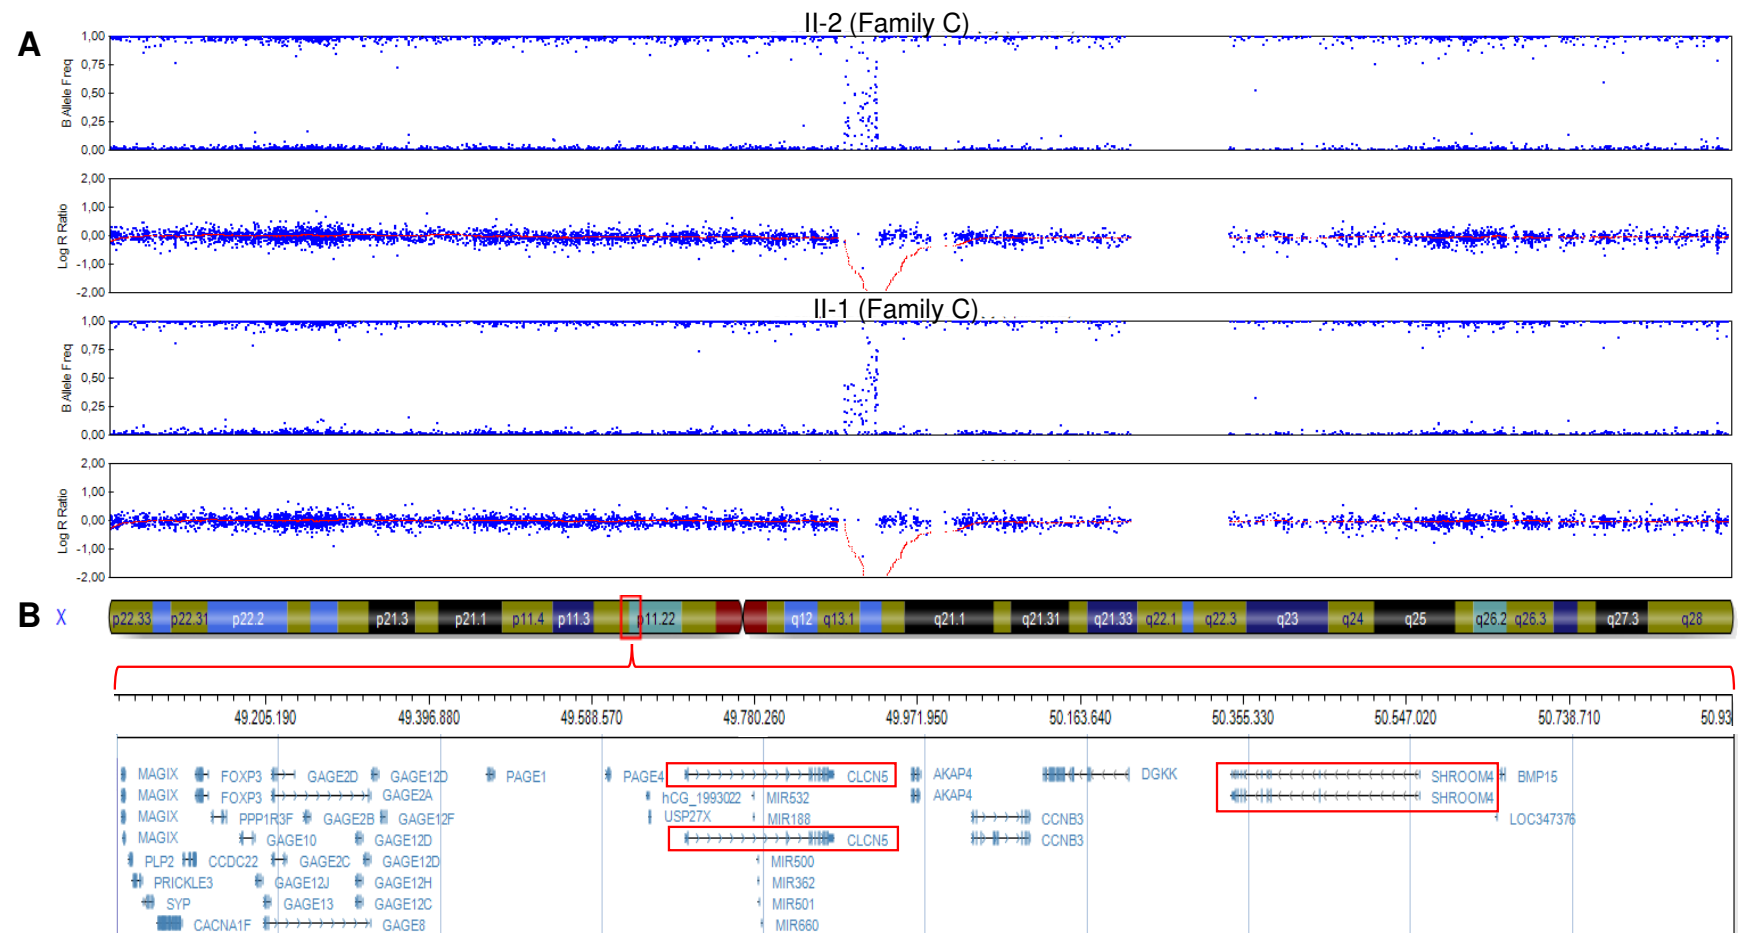 II-2 (Family C)
A
1,00
0,75
0,50
0,25
0,00
B Allele Freq
2,00
1,00
0,00
-1,00
-2,00
Log R Ratio
II-1 (Family C)
1,00
0,75
0,50
0,25
0,00
B Allele Freq
2,00
1,00
0,00
-1,00
-2,00
Log R Ratio
B X p22.33 p22.31 p22.2 p21.3 p21.1 p11.4 p11.3 p11.22 q12 q13.1 q21.1 q21.31 q21.33 q22.1 q22.3 q23 q24 q25 q26.2 q26.3 q27.3 q28
49.205.190 49.396.880 49.588.570 49.780.260 49.971.950 50.163.640 50.355.330 50.547.020 50.738.710 50.93
MAGIX FOXP3 GAGE2D GAGE12D PAGE1 PAGE4 CLCN5 AKAP4 DGKK SHROOM4 BMP15
MAGIX FOXP3 GAGE2A hCG_1993022 MIR532 AKAP4 SHROOM4
MAGIX PPP1R3F GAGE2B GAGE12F USP27X MIR188 CCNB3 LOC347376
MAGIX GAGE10 GAGE12D CLCN5 CCNB3
PLP2 CCDC22 GAGE2C GAGE12D MIR500
PRICKLE3 GAGE12J GAGE12H MIR362
SYP GAGE13 GAGE12C MIR501
CACNA1F GAGE8 MIR660